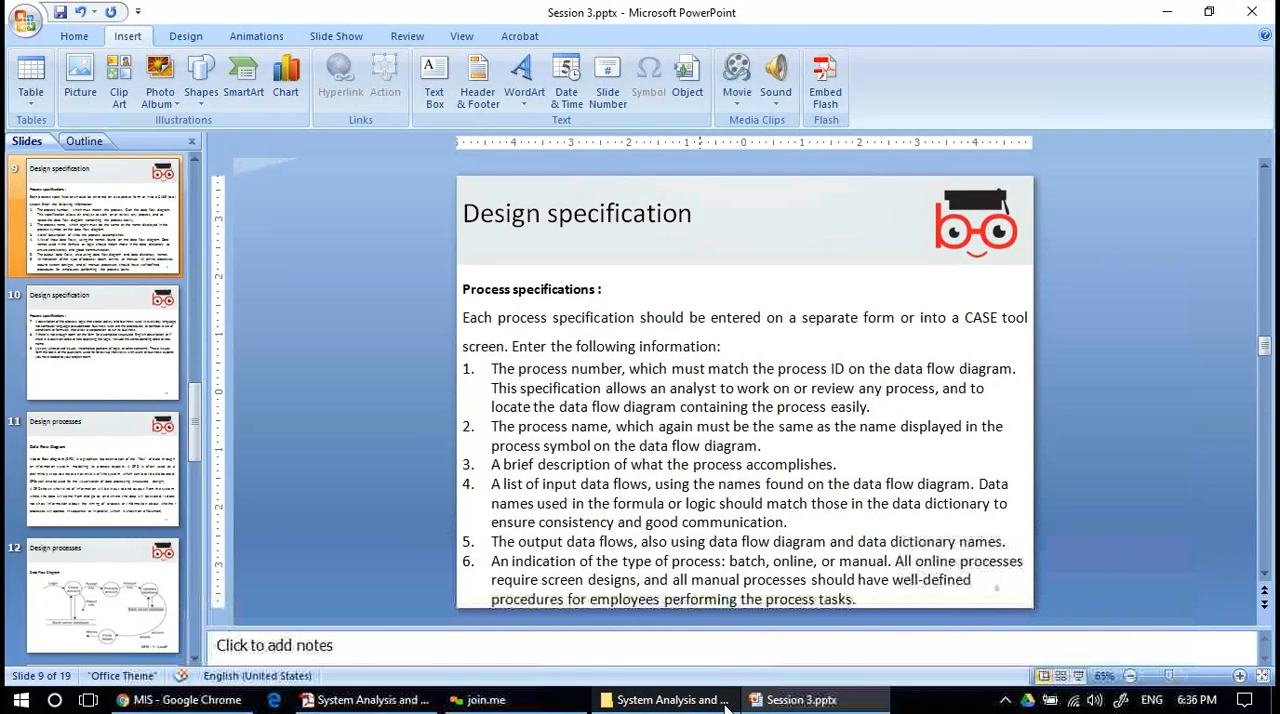 Session 3.pptx - Microsoft PowerPoint
Home Insert Design Animations Slide Show Review View Acrobat
Table Picture Clip Art Photo Album Shapes SmartArt Chart Hyperlink Action Text Box Header & Footer WordArt Date & Time Slide Number Symbol Object Movie Sound Embed Flash
Tables Illustrations Links Text Media Clips Flash
Slides Outline
9
Design specification
10
Design specification
11
Design processes
Data Flow Diagram
12
Design processes
Data Flow Diagram
Design specification
Process specifications :
Each process specification should be entered on a separate form or into a CASE tool
screen. Enter the following information:
1. The process number, which must match the process ID on the data flow diagram.
This specification allows an analyst to work on or review any process, and to
locate the data flow diagram containing the process easily.
2. The process name, which again must be the same as the name displayed in the
process symbol on the data flow diagram.
3. A brief description of what the process accomplishes.
4. A list of input data flows, using the names found on the data flow diagram. Data
names used in the formula or logic should match those in the data dictionary to
ensure consistency and good communication.
5. The output data flows, also using data flow diagram and data dictionary names.
6. An indication of the type of process: batch, online, or manual. All online processes
require screen designs, and all manual processes should have well-defined
procedures for employees performing the process tasks.
Click to add notes
Slide 9 of 19 "Office Theme" English (United States) 65%
MIS - Google Chrome System Analysis and ... join.me System Analysis and ... Session 3.pptx ENG 6:36 PM